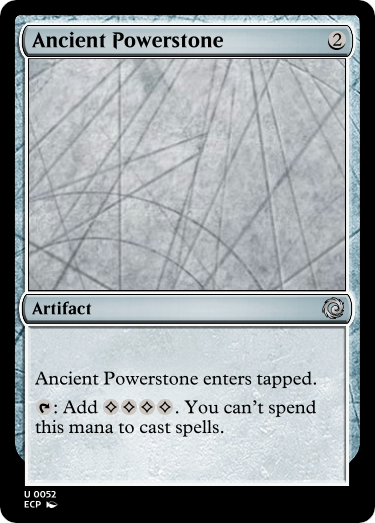 Ancient Powerstone 2
Artifact
Ancient Powerstone enters tapped.
: Add . You can't spend
this mana to cast spells.
U 0052
ECP